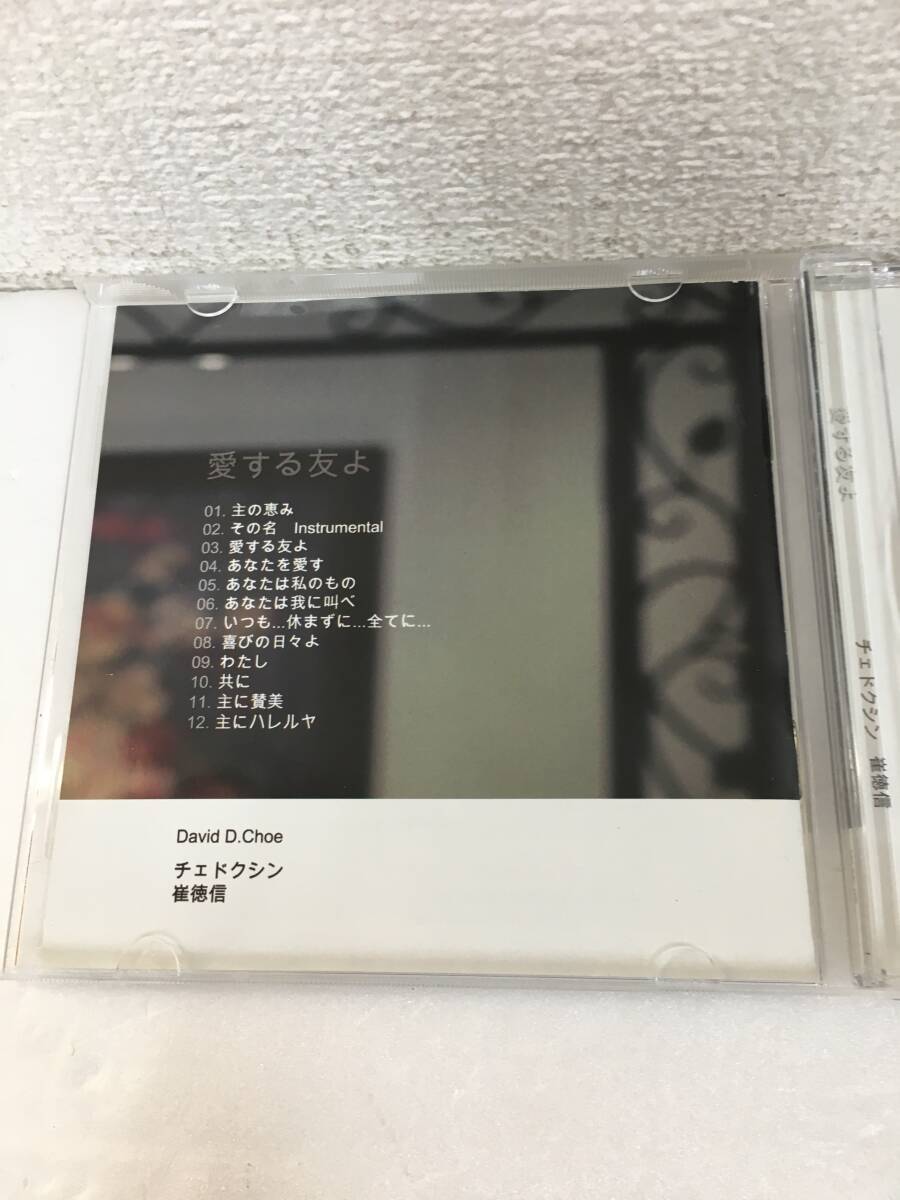 愛する友よ
01. 主の恵み
02. その名　Instrumental
03. 愛する友よ
04. あなたを愛す
05. あなたは私のもの
06. あなたは我に叫べ
07. いつも...休まずに...全てに...
08. 喜びの日々よ
09. わたし
10. 共に
11. 主に賛美
12. 主にハレルヤ
David D.Choe
チェドクシン
崔徳信
愛する友よ
チェドクシン 崔徳信